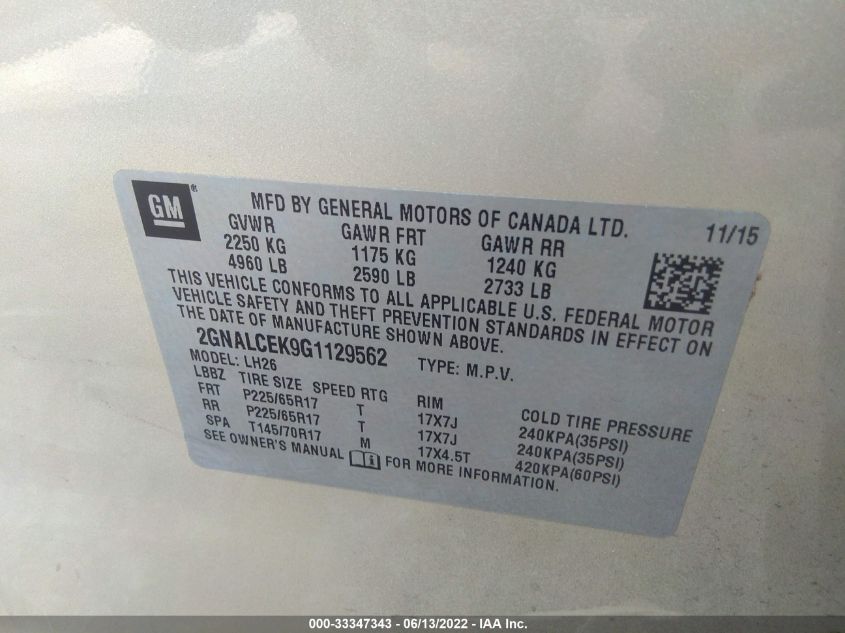 GM ® MFD BY GENERAL MOTORS OF CANADA LTD. 11/15
GVWR GAWR FRT GAWR RR
2250 KG 1175 KG 1240 KG
4960 LB 2590 LB 2733 LB
THIS VEHICLE CONFORMS TO ALL APPLICABLE U.S. FEDERAL MOTOR
VEHICLE SAFETY AND THEFT PREVENTION STANDARDS IN EFFECT ON
THE DATE OF MANUFACTURE SHOWN ABOVE.
2GNALCEK9G1129562 TYPE: M.P.V.
MODEL: LH26
LBBZ TIRE SIZE SPEED RTG RIM COLD TIRE PRESSURE
FRT P225/65R17 T 17X7J 240KPA(35PSI)
RR P225/65R17 T 17X7J 240KPA(35PSI)
SPA T145/70R17 M 17X4.5T 420KPA(60PSI)
SEE OWNER'S MANUAL FOR MORE INFORMATION.
000-33347343 - 06/13/2022 - IAA Inc.